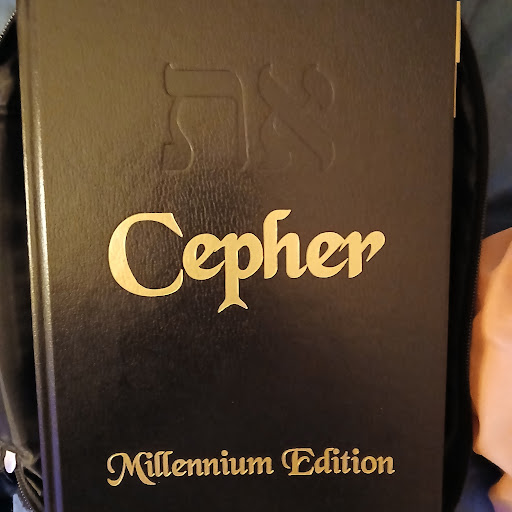 את
Cepher
Millennium Edition